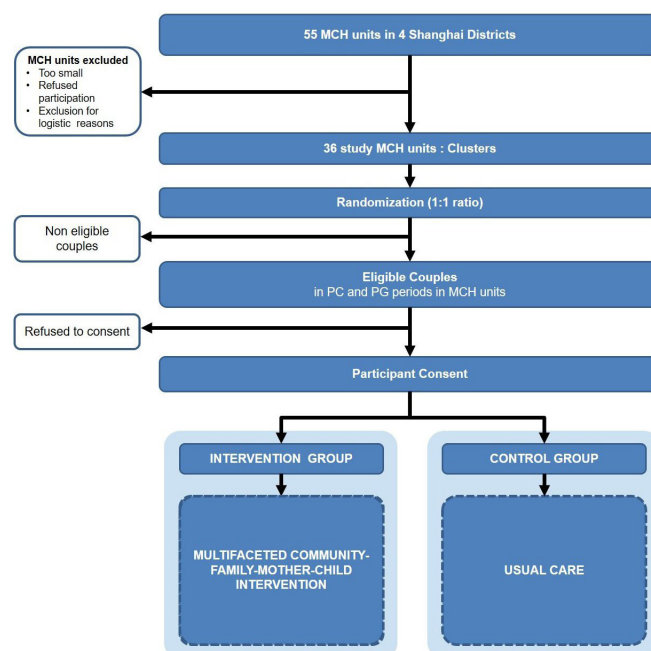 55 MCH units in 4 Shanghai Districts
MCH units excluded
• Too small
• Refused
participation
• Exclusion for
logistic reasons
36 study MCH units : Clusters
Randomization (1:1 ratio)
Non eligible
couples
Eligible Couples
in PC and PG periods in MCH units
Refused to consent
Participant Consent
INTERVENTION GROUP
CONTROL GROUP
MULTIFACETED COMMUNITY-
FAMILY-MOTHER-CHILD
INTERVENTION
USUAL CARE